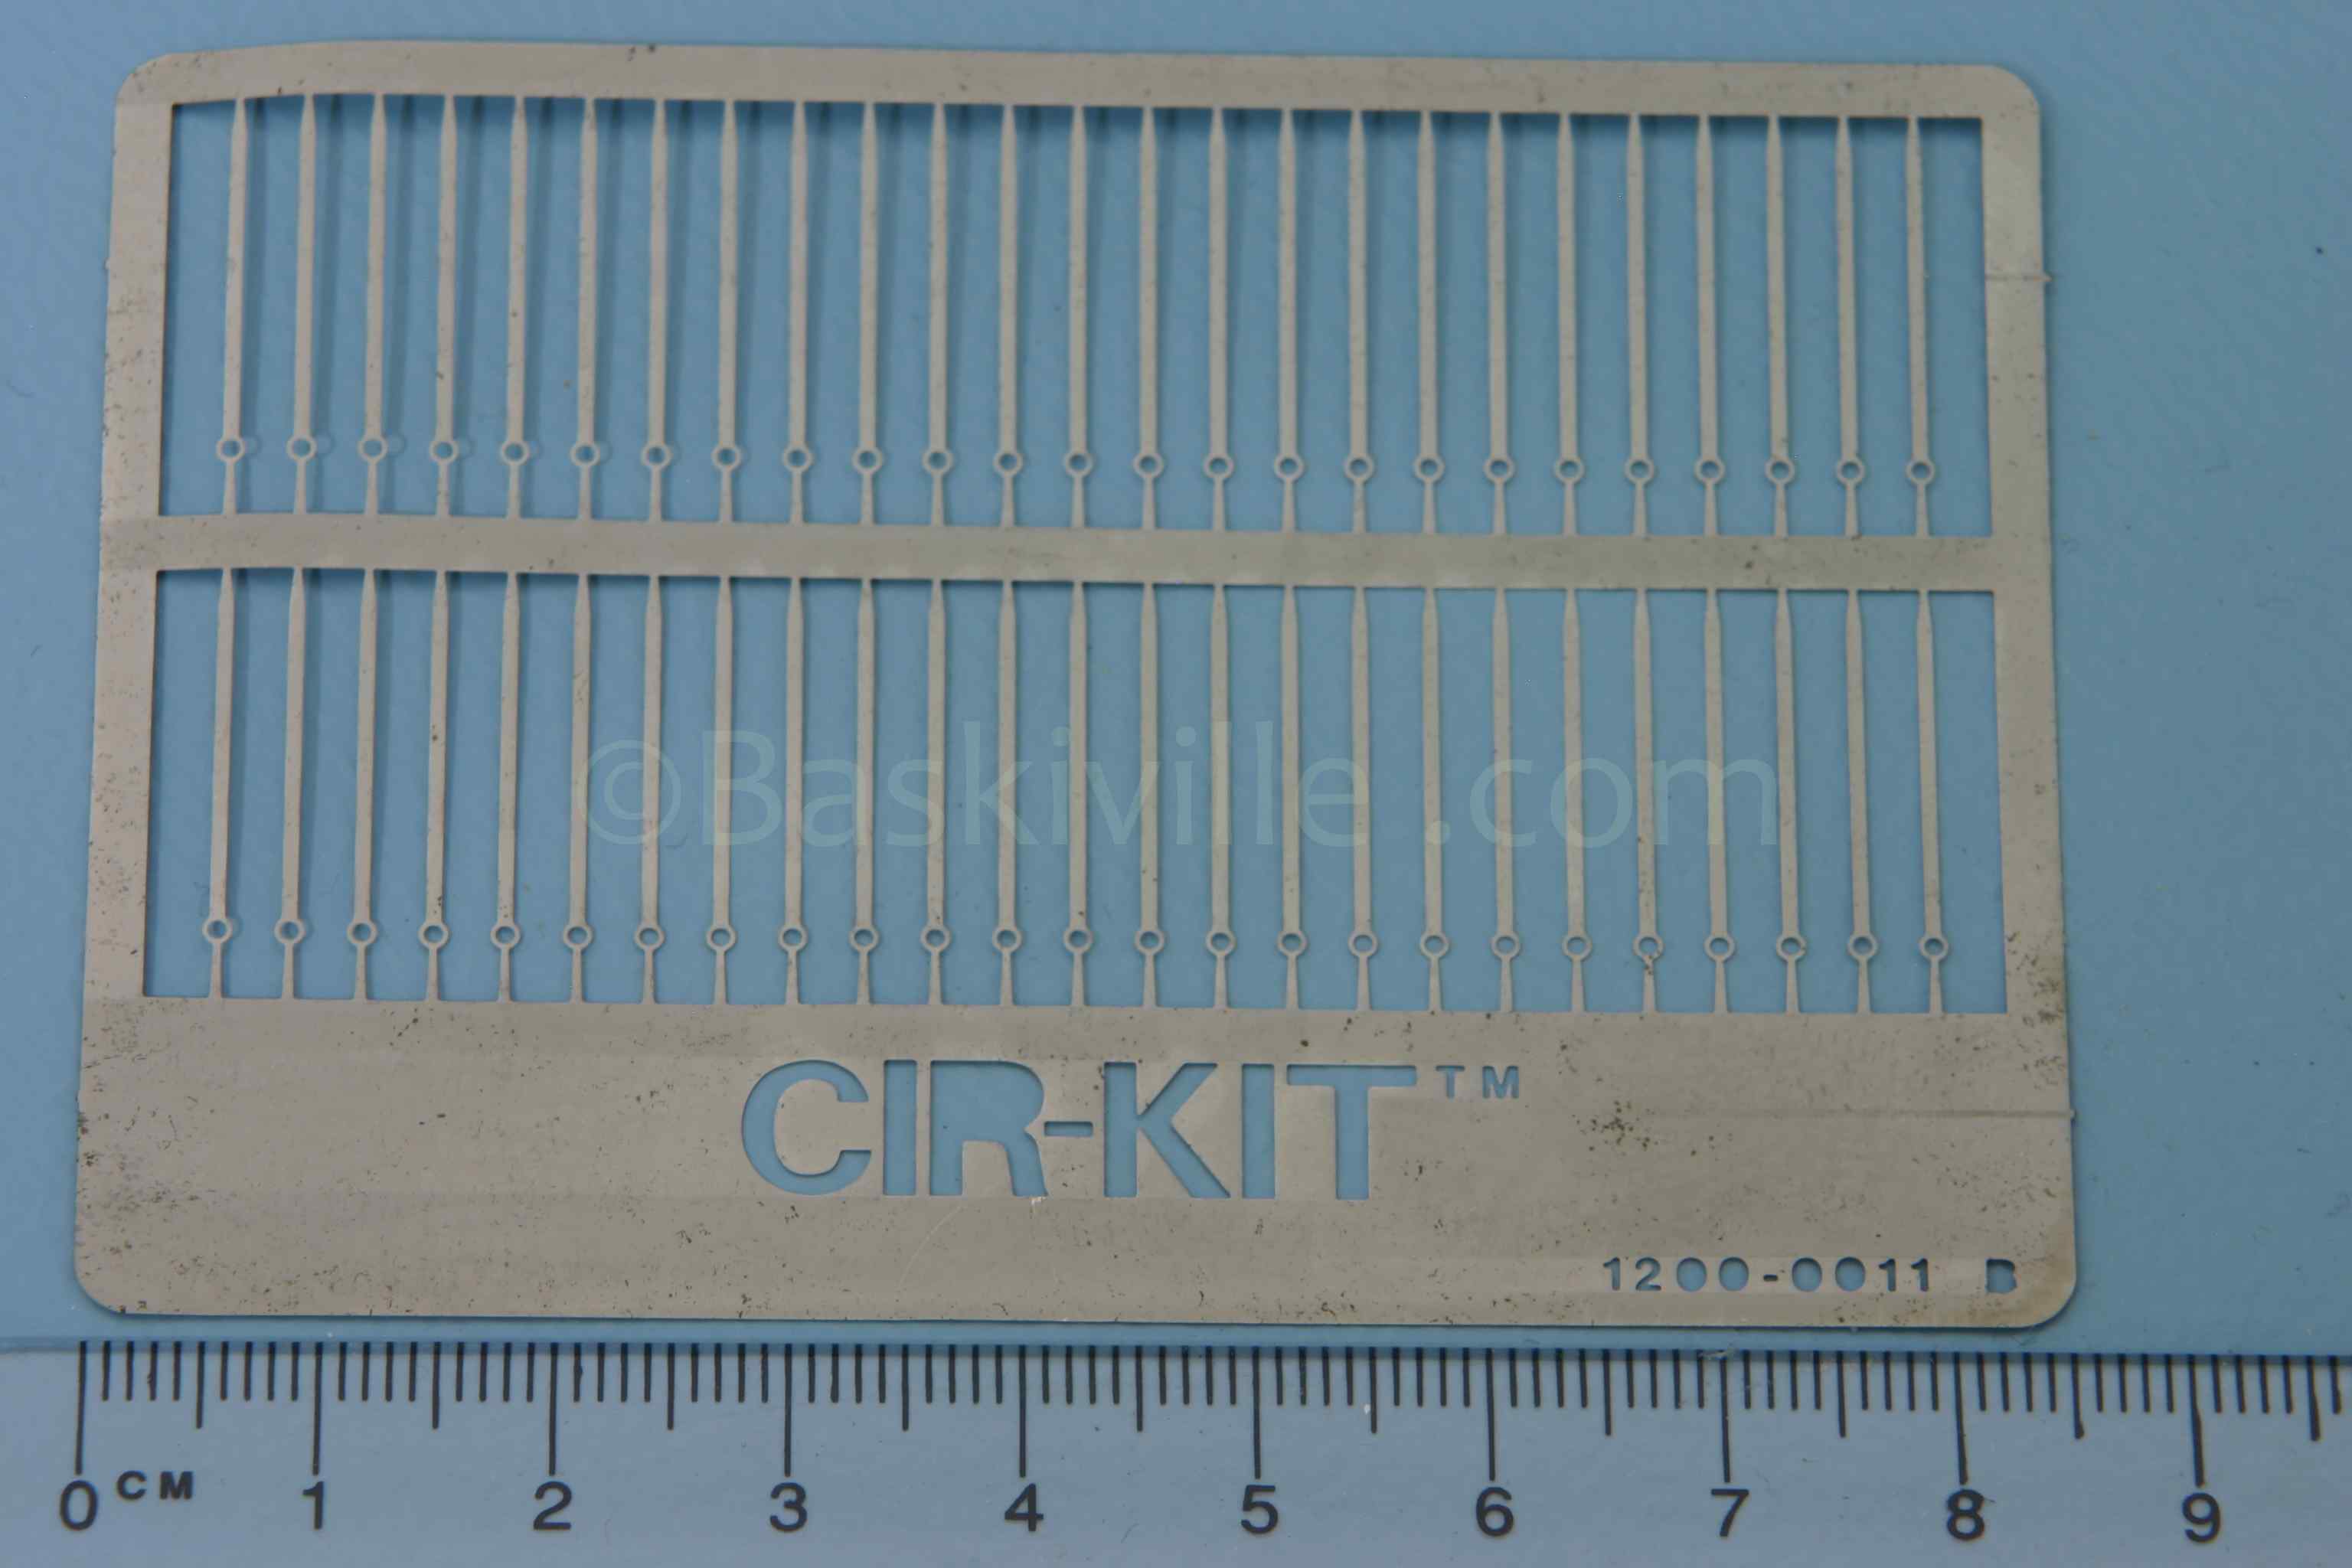 ©Baskiville.com
CIR-KIT™
1200-0011 B
0 CM 1 2 3 4 5 6 7 8 9